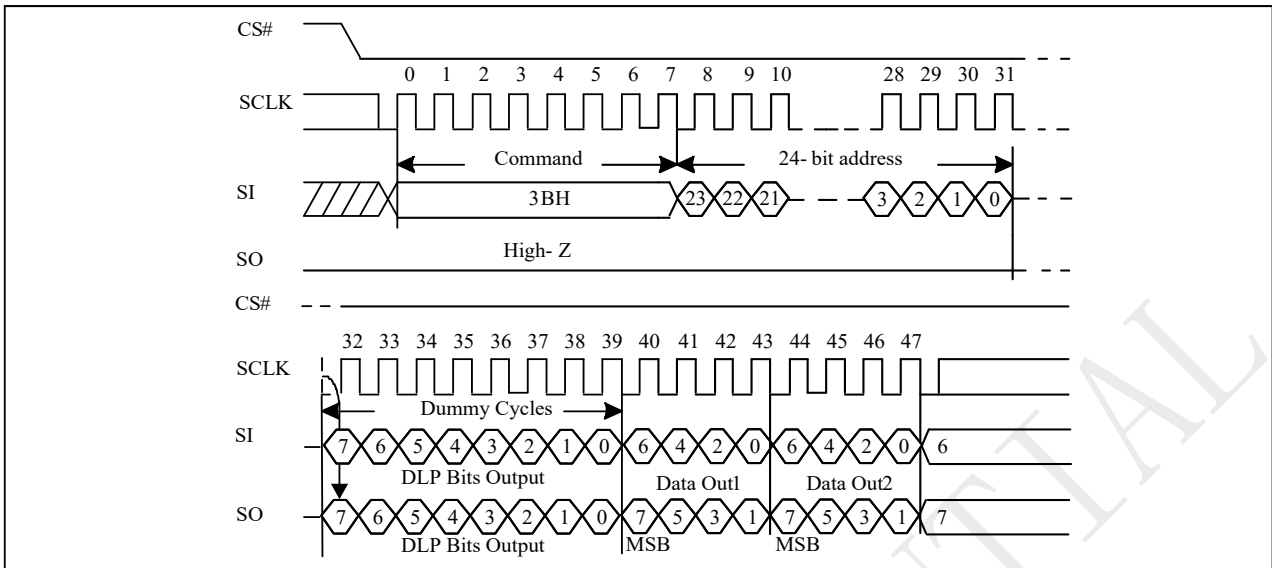 CS#
0 1 2 3 4 5 6 7 8 9 10 28 29 30 31
SCLK
Command 24- bit address
SI 3BH 23 22 21 3 2 1 0
High- Z
SO
CS#
32 33 34 35 36 37 38 39 40 41 42 43 44 45 46 47
SCLK
Dummy Cycles
SI 7 6 5 4 3 2 1 0 6 4 2 0 6 4 2 0 6
DLP Bits Output Data Out1 Data Out2
SO 7 6 5 4 3 2 1 0 7 5 3 1 7 5 3 1 7
DLP Bits Output MSB MSB